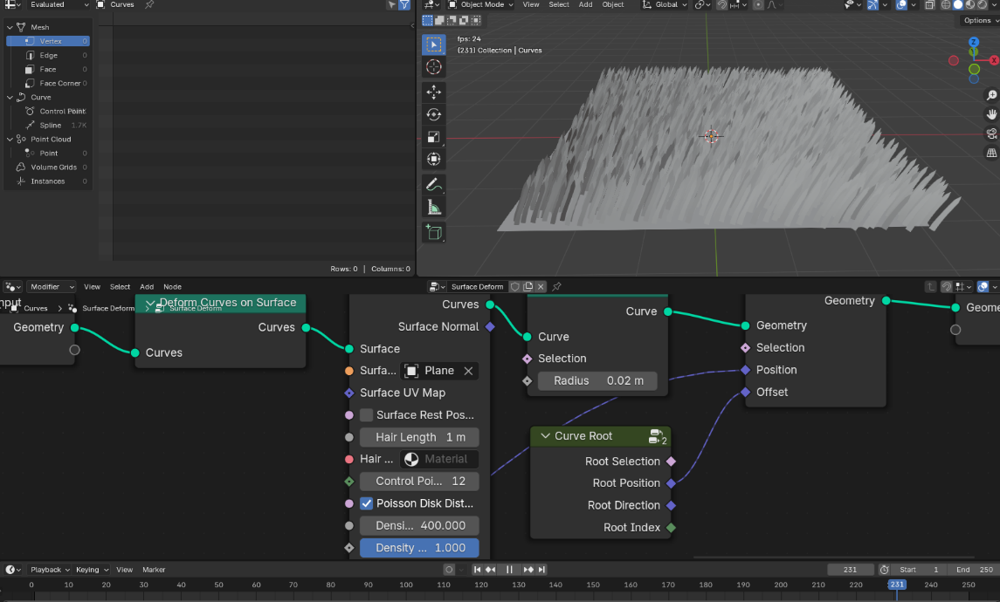 Evaluated
Curves
Mesh
Vertex 0
Edge 0
Face 0
Face Corner 0
Curve
Control Point
Spline 1.7K
Point Cloud
Point 0
Volume Grids 0
Instances 0
Rows: 0 | Columns: 0
Object Mode
View Select Add Object
Global
Options
fps: 24
(231) Collection | Curves
Z
Y
X
Modifier View Select Add Node
Surface Deform
Curves > Surface Deform > Surface Deform
nput
Geometry
Deform Curves on Surface
Curves
Curves
Curves
Surface Normal
Surface
Surfa... Plane
Surface UV Map
Surface Rest Pos...
Hair Length 1 m
Hair ... Material
Control Poi... 12
Poisson Disk Dist...
Densi... 400.000
Density ... 1.000
Curve
Curve
Selection
Radius 0.02 m
Curve Root
2
Root Selection
Root Position
Root Direction
Root Index
Geometry
Geometry
Selection
Position
Offset
Geome
Playback Keying View Marker
231
Start 1
End 250
0 10 20 30 40 50 60 70 80 90 100 110 120 130 140 150 160 170 180 190 200 210 220 231 240 250